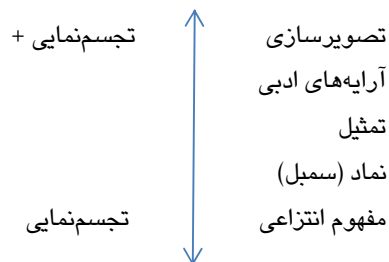 تصویرسازی تجسم‌نمایی +
آرایه‌های ادبی
تمثیل
نماد (سمبل)
مفهوم انتزاعی تجسم‌نمایی